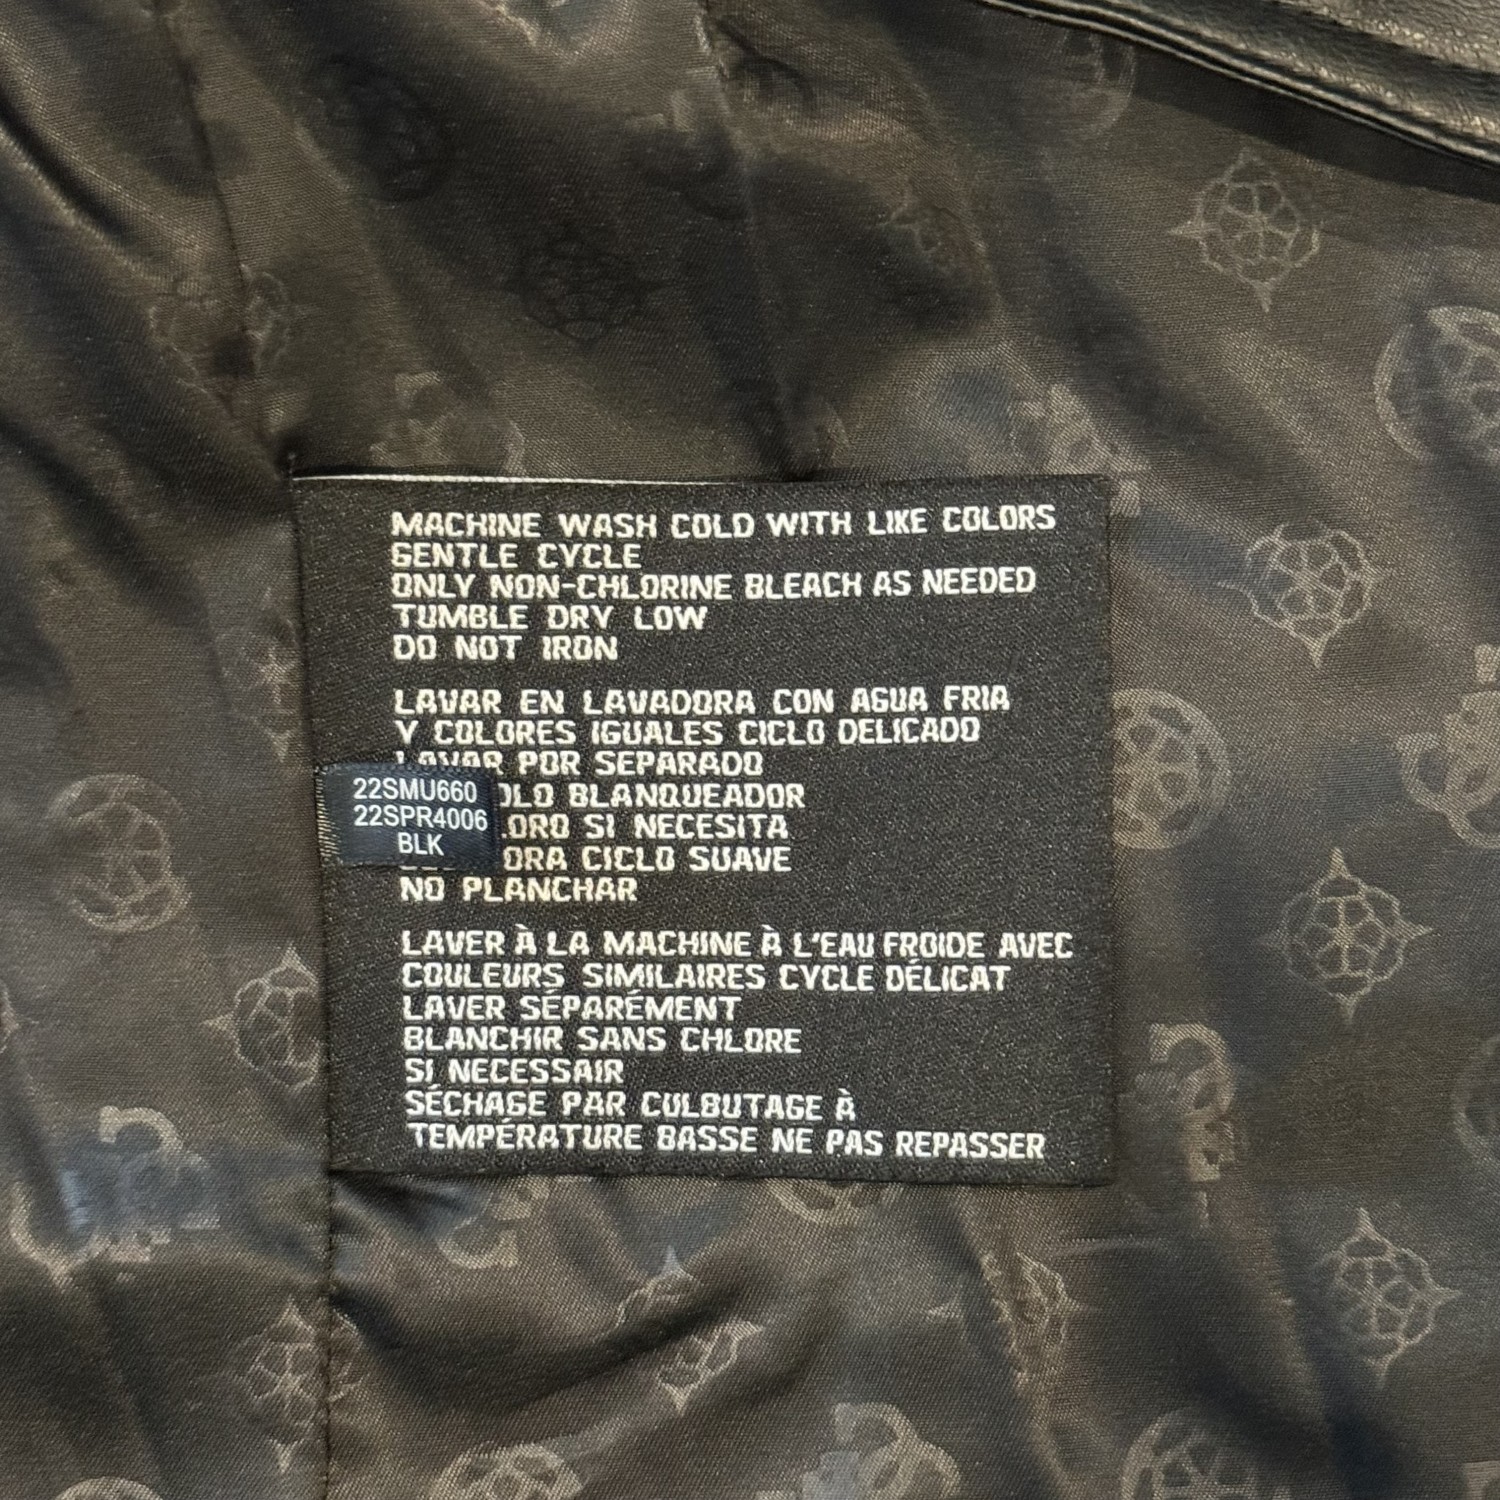 MACHINE WASH COLD WITH LIKE COLORS
GENTLE CYCLE
ONLY NON-CHLORINE BLEACH AS NEEDED
TUMBLE DRY LOW
DO NOT IRON
LAVAR EN LAVADORA CON AGUA FRIA
Y COLORES IGUALES CICLO DELICADO
LAVAR POR SEPARADO
BLANQUEADOR
SI NECESITA
CICLO SUAVE
NO PLANCHAR
22SMU660
22SPR4006
BLK
LAVER À LA MACHINE À L'EAU FROIDE AVEC
COULEURS SIMILAIRES CYCLE DÉLICAT
LAVER SÉPARÉMENT
BLANCHIR SANS CHLORE
SI NECESSAIR
SÉCHAGE PAR CULBUTAGE À
TEMPÉRATURE BASSE NE PAS REPASSER